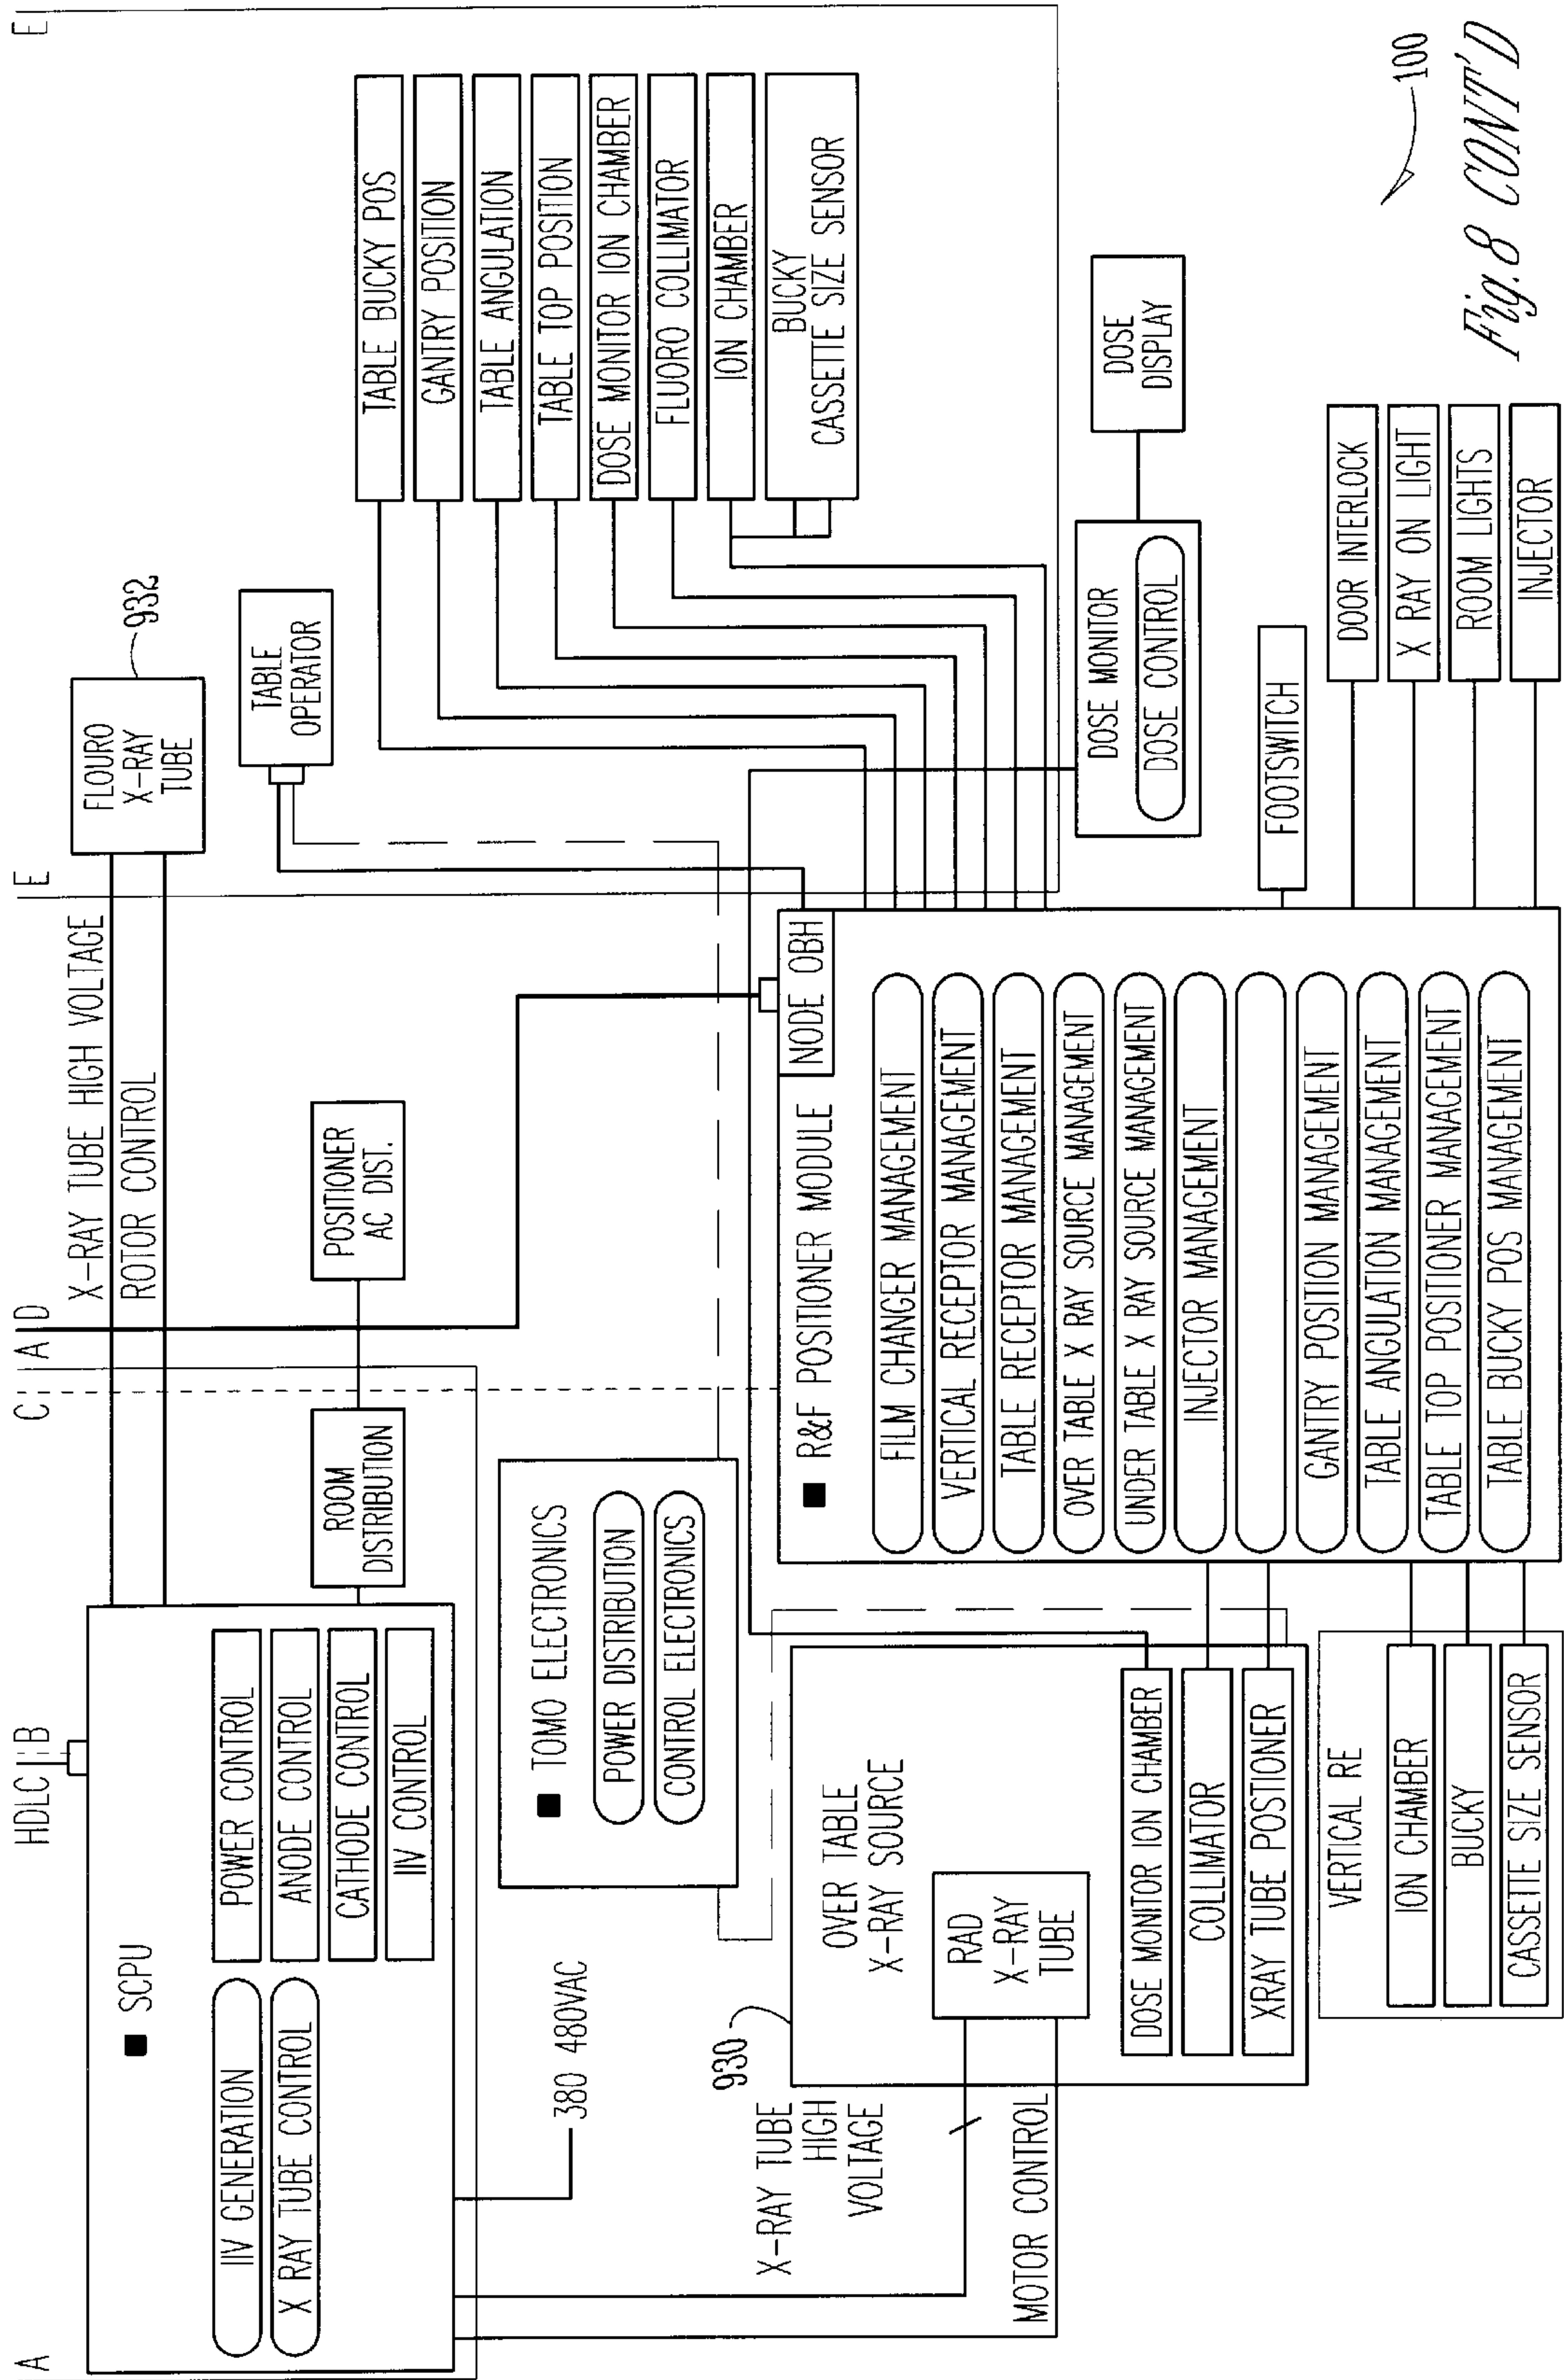 A
HDLC
B
C
A
D
E
E
SCPU
IIV GENERATION
X RAY TUBE CONTROL
POWER CONTROL
ANODE CONTROL
CATHODE CONTROL
IIV CONTROL
380 480VAC
X-RAY TUBE HIGH VOLTAGE
ROTOR CONTROL
ROOM
DISTRIBUTION
POSITIONER
AC DIST.
FLOURO
X-RAY
TUBE
932
TABLE
OPERATOR
TABLE BUCKY POS
GANTRY POSITION
TABLE ANGULATION
TABLE TOP POSITION
DOSE MONITOR ION CHAMBER
FLUORO COLLIMATOR
ION CHAMBER
BUCKY
CASSETTE SIZE SENSOR
TOMO ELECTRONICS
POWER DISTRIBUTION
CONTROL ELECTRONICS
930
OVER TABLE
X-RAY SOURCE
RAD
X-RAY
TUBE
X-RAY TUBE
HIGH
VOLTAGE
MOTOR CONTROL
DOSE MONITOR ION CHAMBER
COLLIMATOR
XRAY TUBE POSTIONER
VERTICAL RE
ION CHAMBER
BUCKY
CASSETTE SIZE SENSOR
R&F POSITIONER MODULE
NODE OBH
FILM CHANGER MANAGEMENT
VERTICAL RECEPTOR MANAGEMENT
TABLE RECEPTOR MANAGEMENT
OVER TABLE X RAY SOURCE MANAGEMENT
UNDER TABLE X RAY SOURCE MANAGEMENT
INJECTOR MANAGEMENT
GANTRY POSITION MANAGEMENT
TABLE ANGULATION MANAGEMENT
TABLE TOP POSITIONER MANAGEMENT
TABLE BUCKY POS MANAGEMENT
DOSE MONITOR
DOSE CONTROL
DOSE
DISPLAY
FOOTSWITCH
DOOR INTERLOCK
X RAY ON LIGHT
ROOM LIGHTS
INJECTOR
100
Fig. 8 CONT'D